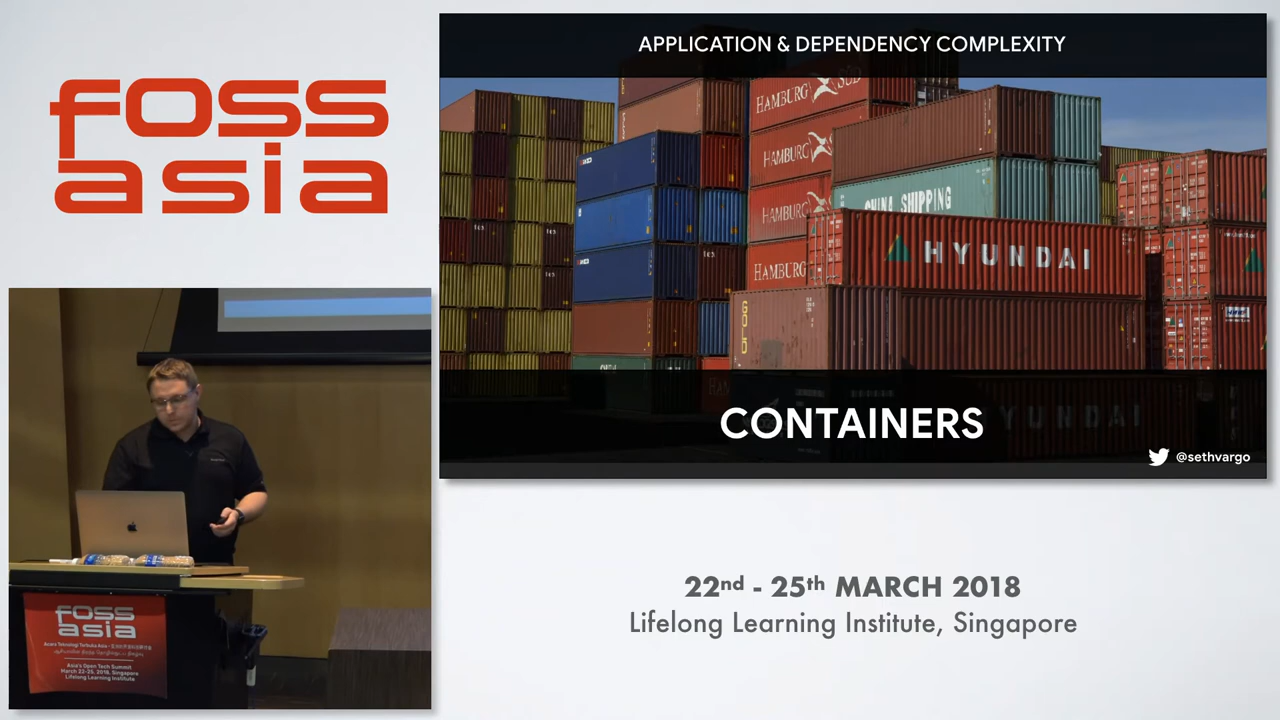 foss
asia
APPLICATION & DEPENDENCY COMPLEXITY
HAMBURG SÜD
HAMBURG
HAMBURG
HAMBURG
CHINA SHIPPING
HYUNDAI
GOLD
CONTAINERS
@sethvargo
22nd - 25th MARCH 2018
Lifelong Learning Institute, Singapore
foss
asia
Asia's Open Tech Summit
March 22-25, 2018, Singapore
Lifelong Learning Institute